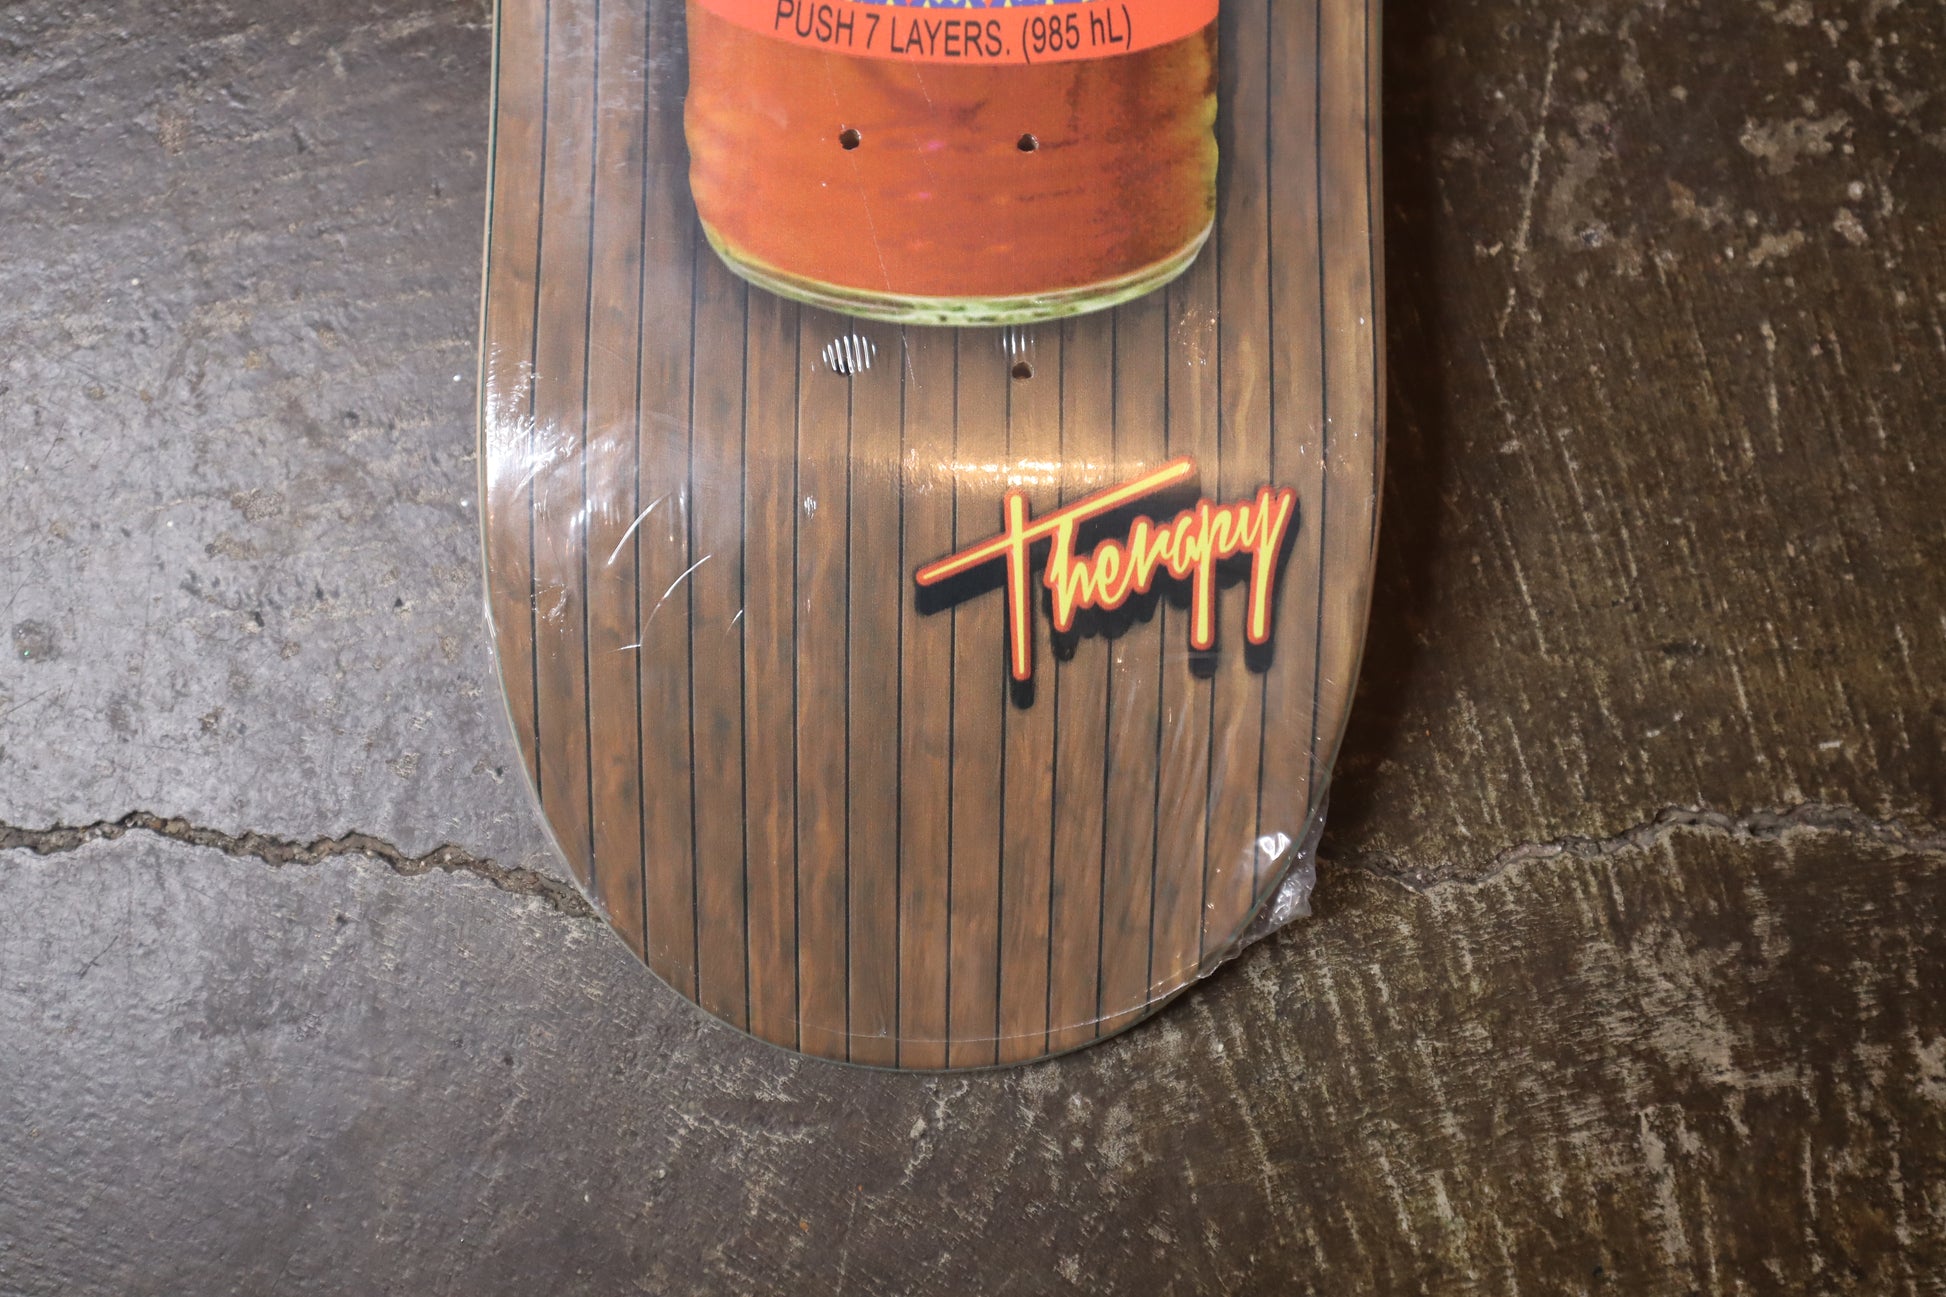 PUSH 7 LAYERS. (985 hL)
Therapy